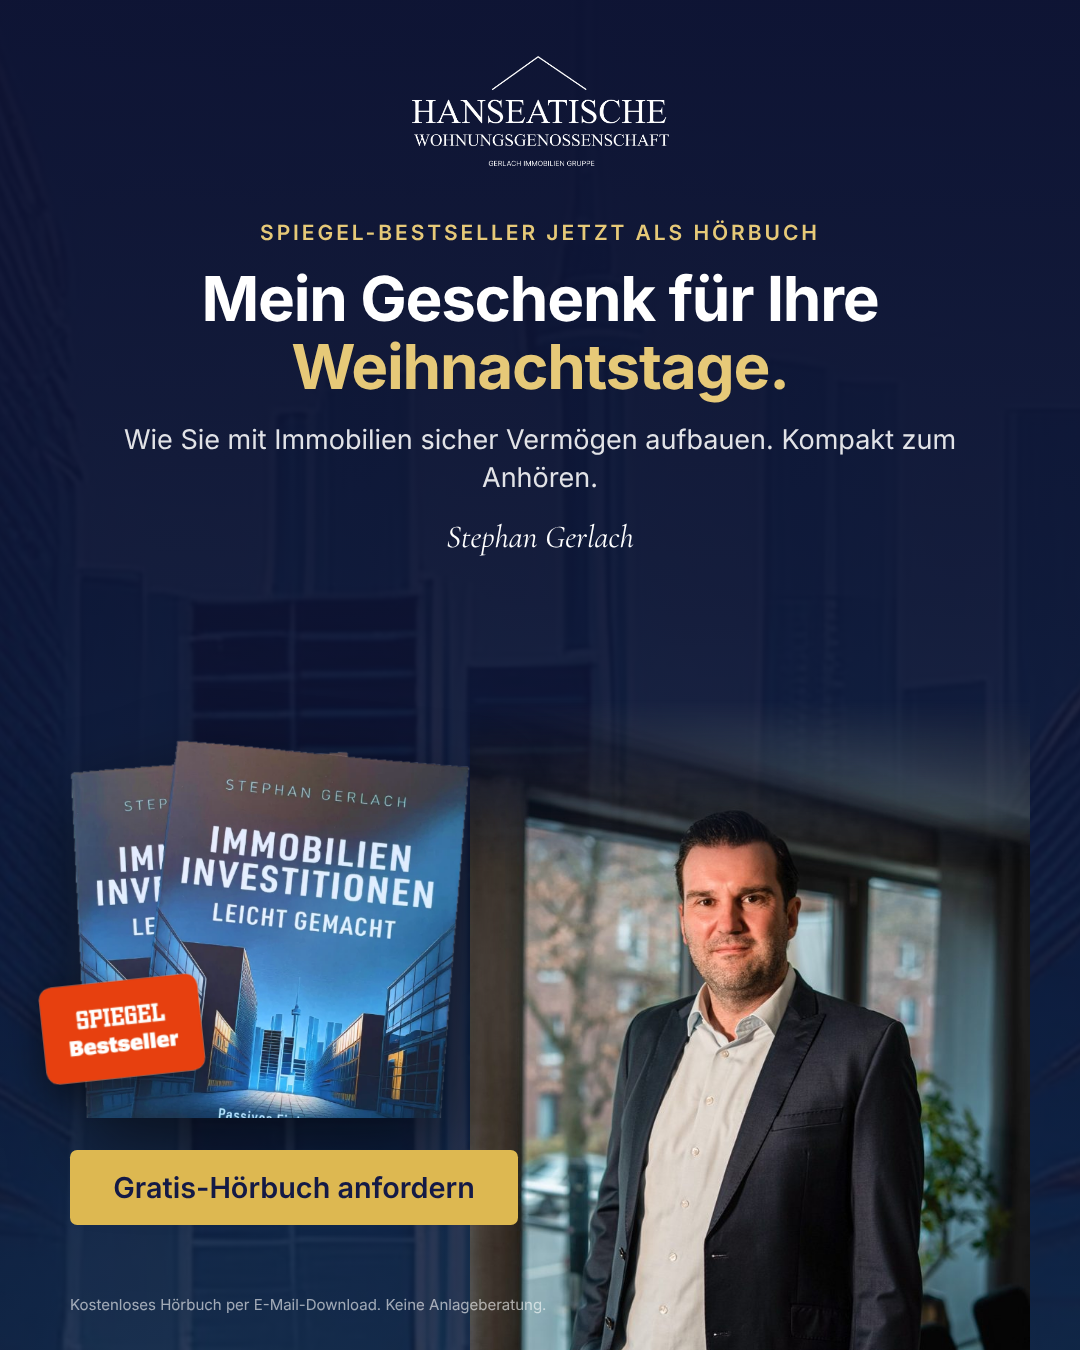 HANSEATISCHE
WOHNUNGSGENOSSENSCHAFT
GERLACH IMMOBILIEN GRUPPE
SPIEGEL-BESTSELLER JETZT ALS HÖRBUCH
Mein Geschenk für Ihre
Weihnachtstage.
Wie Sie mit Immobilien sicher Vermögen aufbauen. Kompakt zum
Anhören.
Stephan Gerlach
STEPHAN GERLACH
IMMOBILIEN
INVESTITIONEN
LEICHT GEMACHT
SPIEGEL
Bestseller
Gratis-Hörbuch anfordern
Kostenloses Hörbuch per E-Mail-Download. Keine Anlageberatung.